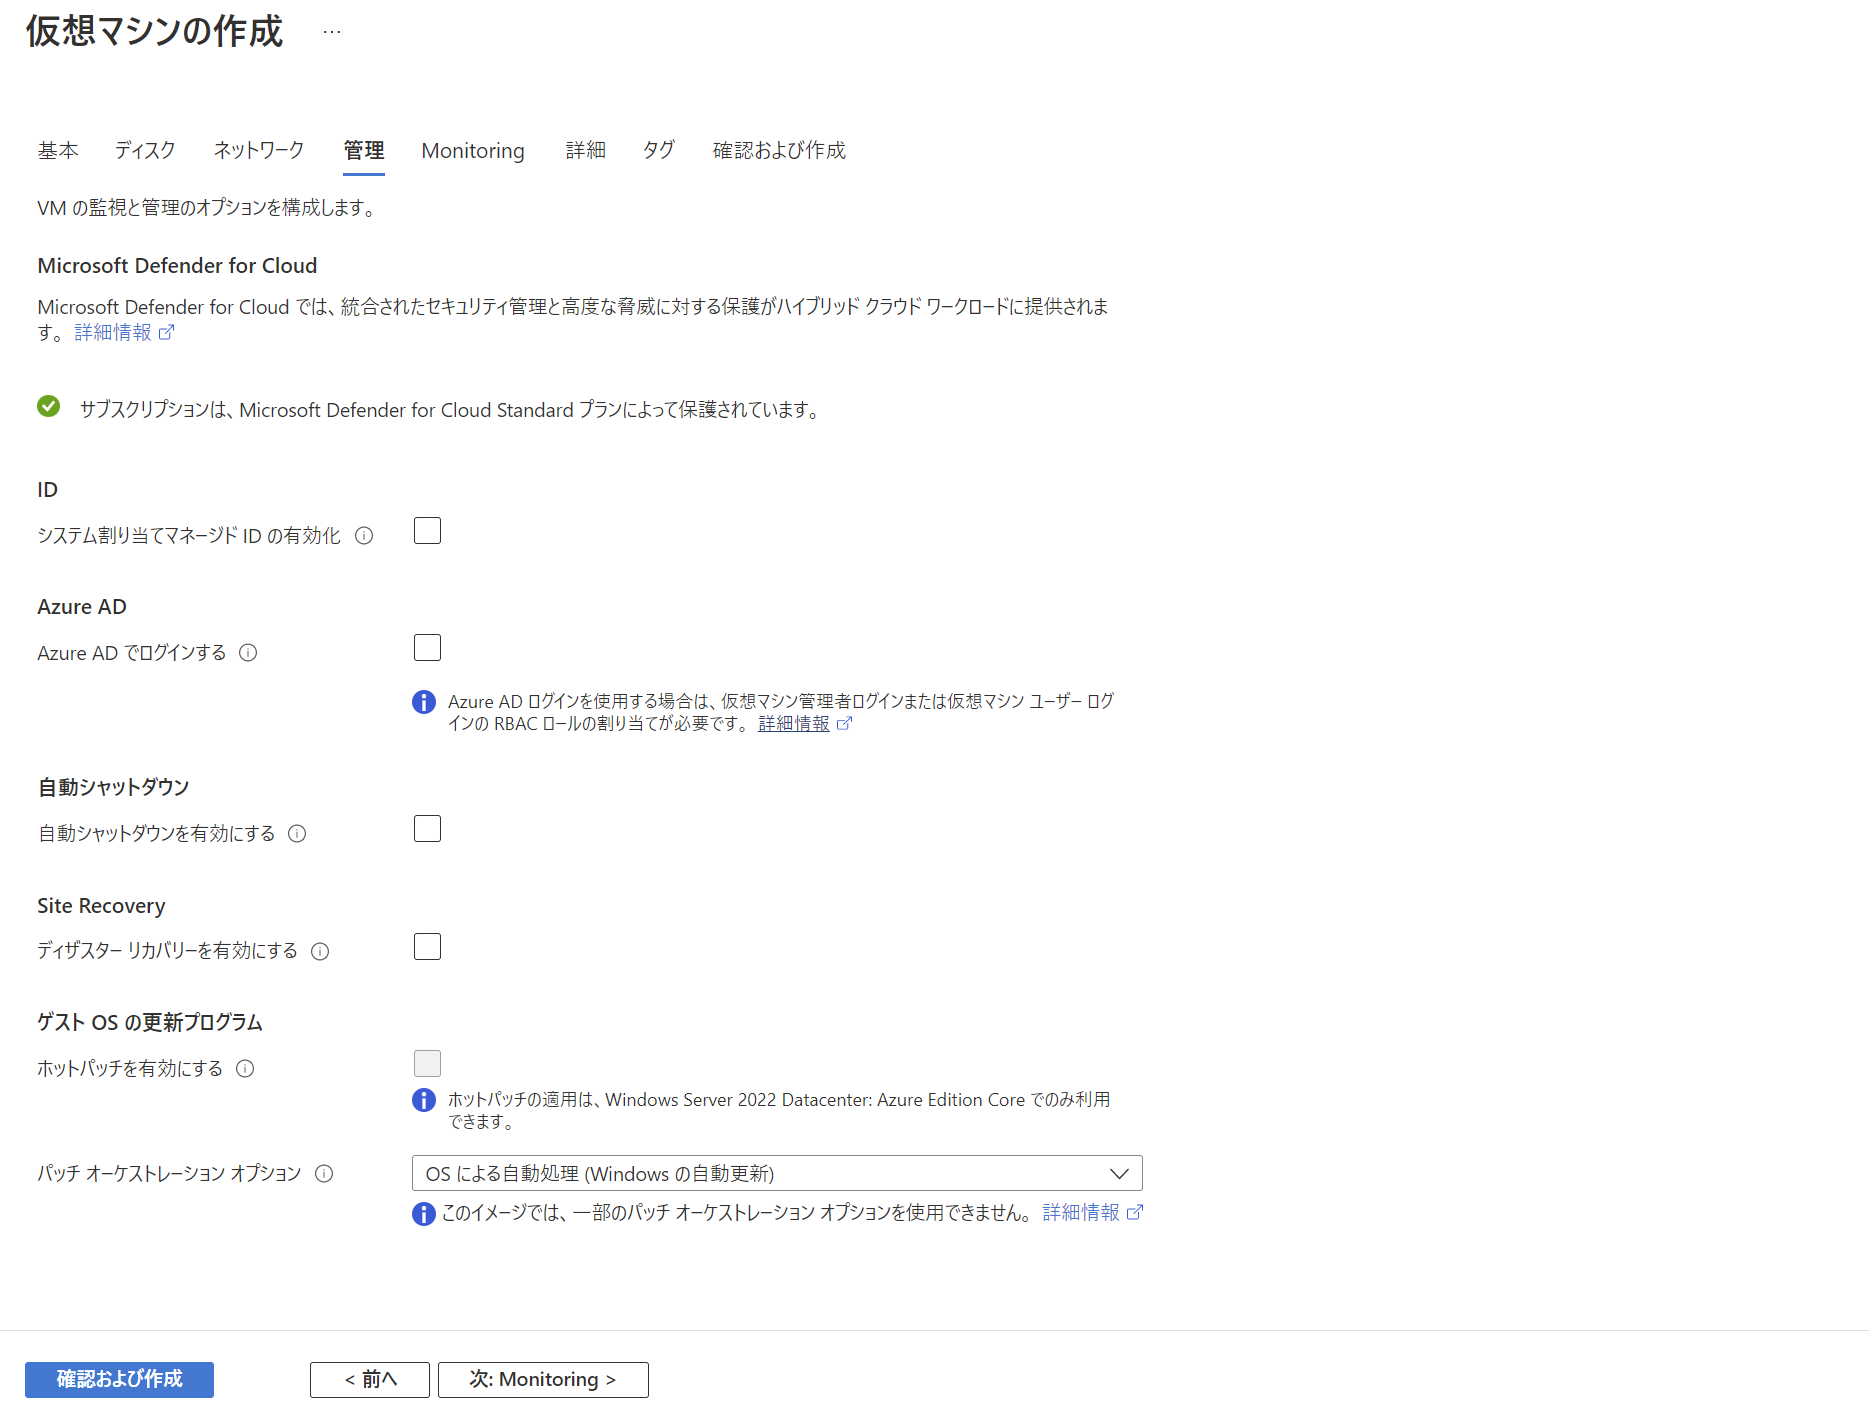 仮想マシンの作成 …
基本 ディスク ネットワーク 管理 Monitoring 詳細 タグ 確認および作成
VM の監視と管理のオプションを構成します。
Microsoft Defender for Cloud
Microsoft Defender for Cloud では、統合されたセキュリティ管理と高度な脅威に対する保護がハイブリッド クラウド ワークロードに提供されま
す。 詳細情報
サブスクリプションは、Microsoft Defender for Cloud Standard プランによって保護されています。
ID
システム割り当てマネージド ID の有効化
Azure AD
Azure AD でログインする
Azure AD ログインを使用する場合は、仮想マシン管理者ログインまたは仮想マシン ユーザー ログ
インの RBAC ロールの割り当てが必要です。 詳細情報
自動シャットダウン
自動シャットダウンを有効にする
Site Recovery
ディザスター リカバリーを有効にする
ゲスト OS の更新プログラム
ホットパッチを有効にする
ホットパッチの適用は、Windows Server 2022 Datacenter: Azure Edition Core でのみ利用
できます。
パッチ オーケストレーション オプション
OS による自動処理 (Windows の自動更新)
このイメージでは、一部のパッチ オーケストレーション オプションを使用できません。 詳細情報
確認および作成 < 前へ 次: Monitoring >